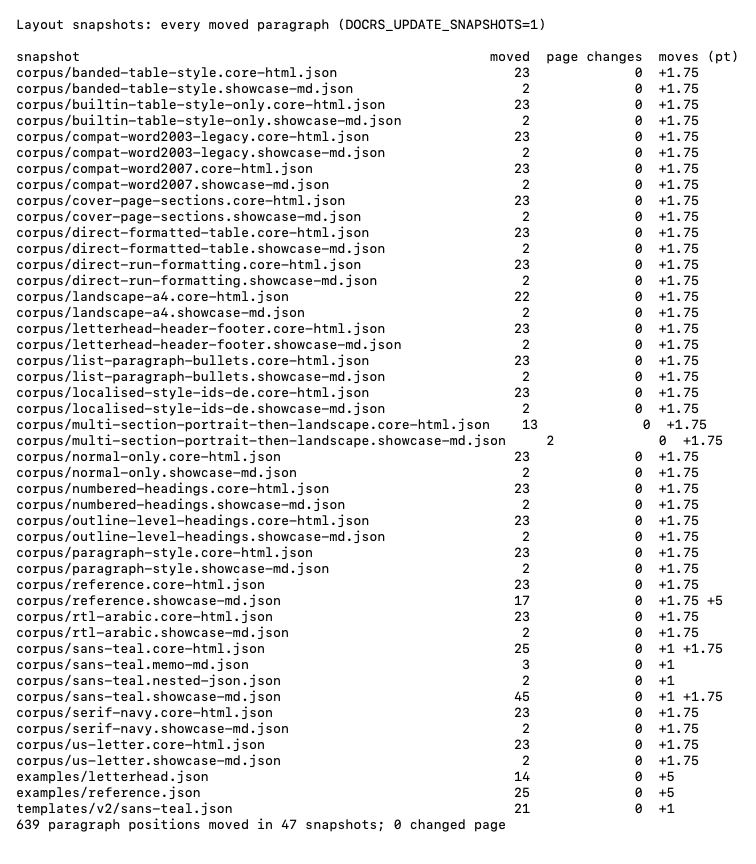 Layout snapshots: every moved paragraph (DOCRS_UPDATE_SNAPSHOTS=1)
snapshot moved page changes moves (pt)
corpus/banded-table-style.core-html.json 23 0 +1.75
corpus/banded-table-style.showcase-md.json 2 0 +1.75
corpus/builtin-table-style-only.core-html.json 23 0 +1.75
corpus/builtin-table-style-only.showcase-md.json 2 0 +1.75
corpus/compat-word2003-legacy.core-html.json 23 0 +1.75
corpus/compat-word2003-legacy.showcase-md.json 2 0 +1.75
corpus/compat-word2007.core-html.json 23 0 +1.75
corpus/compat-word2007.showcase-md.json 2 0 +1.75
corpus/cover-page-sections.core-html.json 23 0 +1.75
corpus/cover-page-sections.showcase-md.json 2 0 +1.75
corpus/direct-formatted-table.core-html.json 23 0 +1.75
corpus/direct-formatted-table.showcase-md.json 2 0 +1.75
corpus/direct-run-formatting.core-html.json 23 0 +1.75
corpus/direct-run-formatting.showcase-md.json 2 0 +1.75
corpus/landscape-a4.core-html.json 22 0 +1.75
corpus/landscape-a4.showcase-md.json 2 0 +1.75
corpus/letterhead-header-footer.core-html.json 23 0 +1.75
corpus/letterhead-header-footer.showcase-md.json 2 0 +1.75
corpus/list-paragraph-bullets.core-html.json 23 0 +1.75
corpus/list-paragraph-bullets.showcase-md.json 2 0 +1.75
corpus/localised-style-ids-de.core-html.json 23 0 +1.75
corpus/localised-style-ids-de.showcase-md.json 2 0 +1.75
corpus/multi-section-portrait-then-landscape.core-html.json 13 0 +1.75
corpus/multi-section-portrait-then-landscape.showcase-md.json 2 0 +1.75
corpus/normal-only.core-html.json 23 0 +1.75
corpus/normal-only.showcase-md.json 2 0 +1.75
corpus/numbered-headings.core-html.json 23 0 +1.75
corpus/numbered-headings.showcase-md.json 2 0 +1.75
corpus/outline-level-headings.core-html.json 23 0 +1.75
corpus/outline-level-headings.showcase-md.json 2 0 +1.75
corpus/paragraph-style.core-html.json 23 0 +1.75
corpus/paragraph-style.showcase-md.json 2 0 +1.75
corpus/reference.core-html.json 23 0 +1.75
corpus/reference.showcase-md.json 17 0 +1.75 +5
corpus/rtl-arabic.core-html.json 23 0 +1.75
corpus/rtl-arabic.showcase-md.json 2 0 +1.75
corpus/sans-teal.core-html.json 25 0 +1 +1.75
corpus/sans-teal.memo-md.json 3 0 +1
corpus/sans-teal.nested-json.json 2 0 +1
corpus/sans-teal.showcase-md.json 45 0 +1 +1.75
corpus/serif-navy.core-html.json 23 0 +1.75
corpus/serif-navy.showcase-md.json 2 0 +1.75
corpus/us-letter.core-html.json 23 0 +1.75
corpus/us-letter.showcase-md.json 2 0 +1.75
examples/letterhead.json 14 0 +5
examples/reference.json 25 0 +5
templates/v2/sans-teal.json 21 0 +1
639 paragraph positions moved in 47 snapshots; 0 changed page